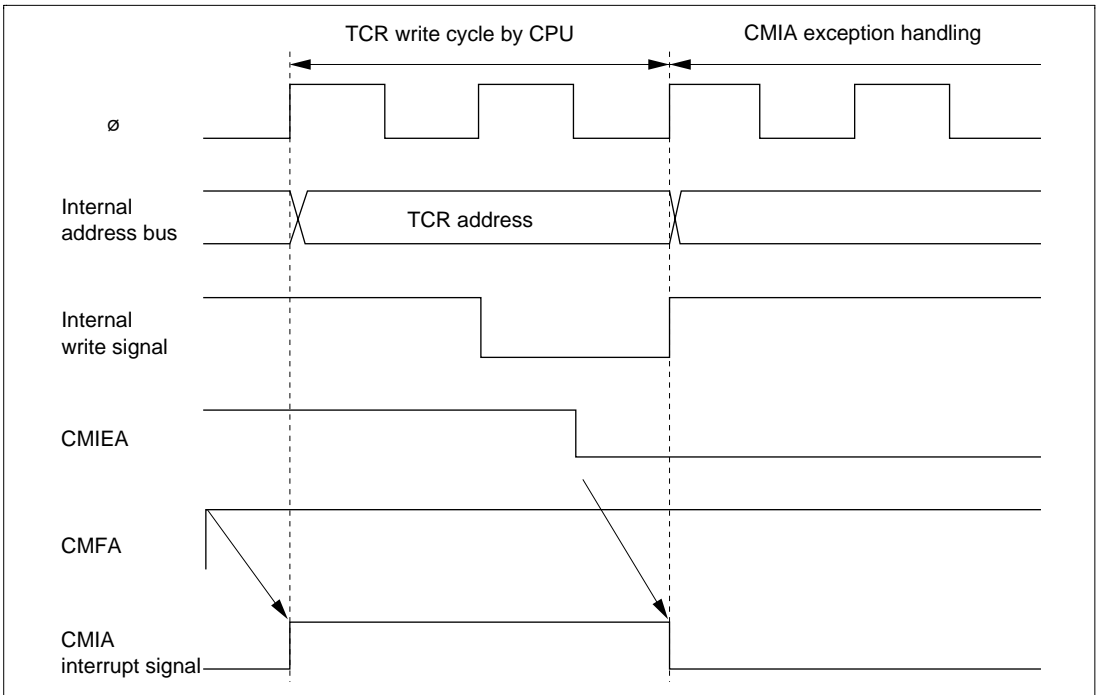 TCR write cycle by CPU
CMIA exception handling
ø
Internal
address bus
TCR address
Internal
write signal
CMIEA
CMFA
CMIA
interrupt signal